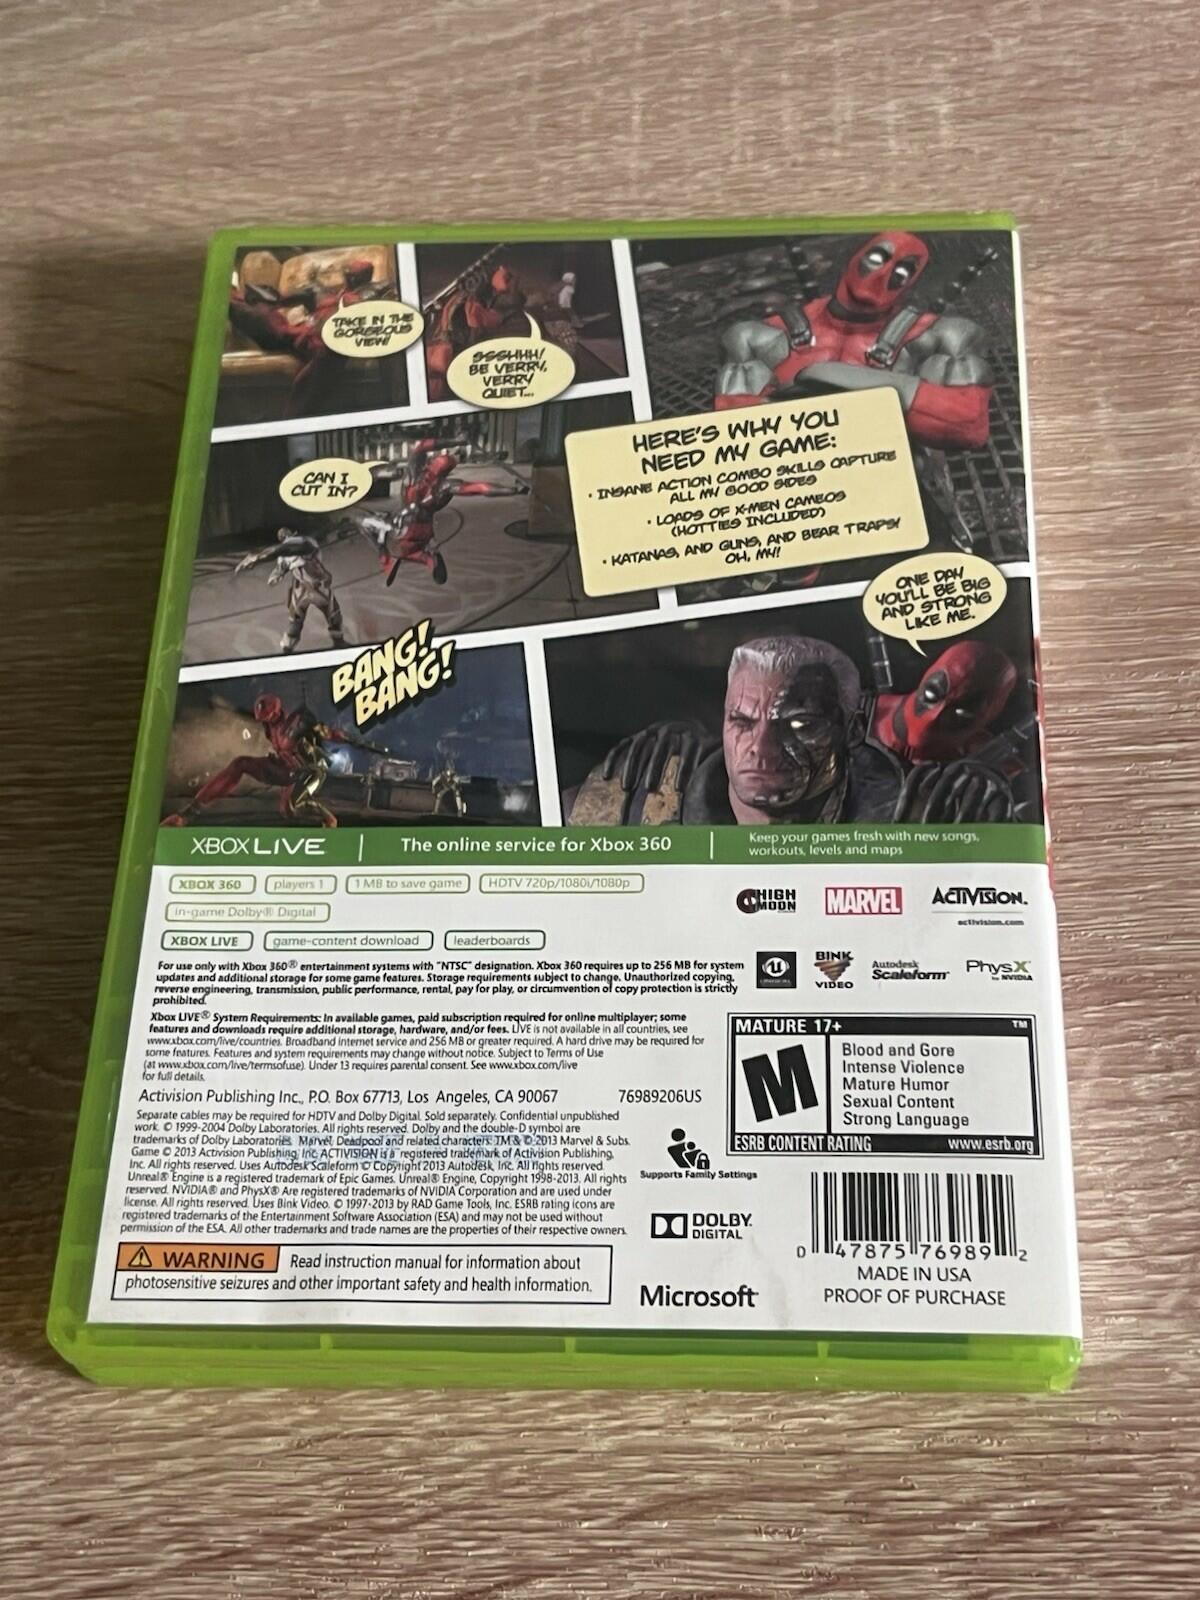 TAKE IN THE
GORGEOUS
VIEW!
SSSHHH!
BE VERRY,
VERRY
QUIET...
CAN I
CUT IN?
HERE'S WHY YOU
NEED MY GAME:
• INSANE ACTION COMBO SKILLS CAPTURE
ALL MY GOOD SIDES
• LOADS OF X-MEN CAMEOS
(HOTTIES INCLUDED)
• KATANAS, AND GUNS, AND BEAR TRAPS!
OH, MY!
ONE DAY
YOU'LL BE BIG
AND STRONG
LIKE ME.
BANG!
BANG!
XBOX LIVE | The online service for Xbox 360 | Keep your games fresh with new songs,
workouts, levels and maps
XBOX 360 players 1 1 MB to save game HDTV 720p/1080i/1080p
in-game Dolby® Digital
XBOX LIVE game-content download leaderboards
HIGH
MOON
MARVEL
ACTIVISION.
activision.com
For use only with Xbox 360® entertainment systems with "NTSC" designation. Xbox 360 requires up to 256 MB for system
updates and additional storage for some game features. Storage requirements subject to change. Unauthorized copying,
reverse engineering, transmission, public performance, rental, pay for play, or circumvention of copy protection is strictly
prohibited.
BINK
VIDEO
Autodesk
Scaleform
PhysX
by NVIDIA
Xbox LIVE® System Requirements: In available games, paid subscription required for online multiplayer; some
features and downloads require additional storage, hardware, and/or fees. LIVE is not available in all countries, see
www.xbox.com/live/countries. Broadband internet service and 256 MB or greater required. A hard drive may be required for
some features. Features and system requirements may change without notice. Subject to Terms of Use
(at www.xbox.com/live/termsofuse). Under 13 requires parental consent. See www.xbox.com/live
for full details.
Activision Publishing Inc., P.O. Box 67713, Los Angeles, CA 90067 76989206US
Separate cables may be required for HDTV and Dolby Digital. Sold separately. Confidential unpublished
work. © 1999-2004 Dolby Laboratories. All rights reserved. Dolby and the double-D symbol are
trademarks of Dolby Laboratories. Marvel, Deadpool and related characters: TM & © 2013 Marvel & Subs.
Game © 2013 Activision Publishing, Inc. ACTIVISION is a registered trademark of Activision Publishing,
Inc. All rights reserved. Uses Autodesk Scaleform © Copyright 2013 Autodesk, Inc. All rights reserved.
Unreal® Engine is a registered trademark of Epic Games. Unreal® Engine, Copyright 1998-2013. All rights
reserved. NVIDIA® and PhysX® Are registered trademarks of NVIDIA Corporation and are used under
license. All rights reserved. Uses Bink Video. © 1997-2013 by RAD Game Tools, Inc. ESRB rating icons are
registered trademarks of the Entertainment Software Association (ESA) and may not be used without
permission of the ESA. All other trademarks and trade names are the properties of their respective owners.
WARNING Read instruction manual for information about
photosensitive seizures and other important safety and health information.
MATURE 17+ ™
M
Blood and Gore
Intense Violence
Mature Humor
Sexual Content
Strong Language
ESRB CONTENT RATING www.esrb.org
Supports Family Settings
DOLBY
DIGITAL
Microsoft
0 47875 76989 2
MADE IN USA
PROOF OF PURCHASE